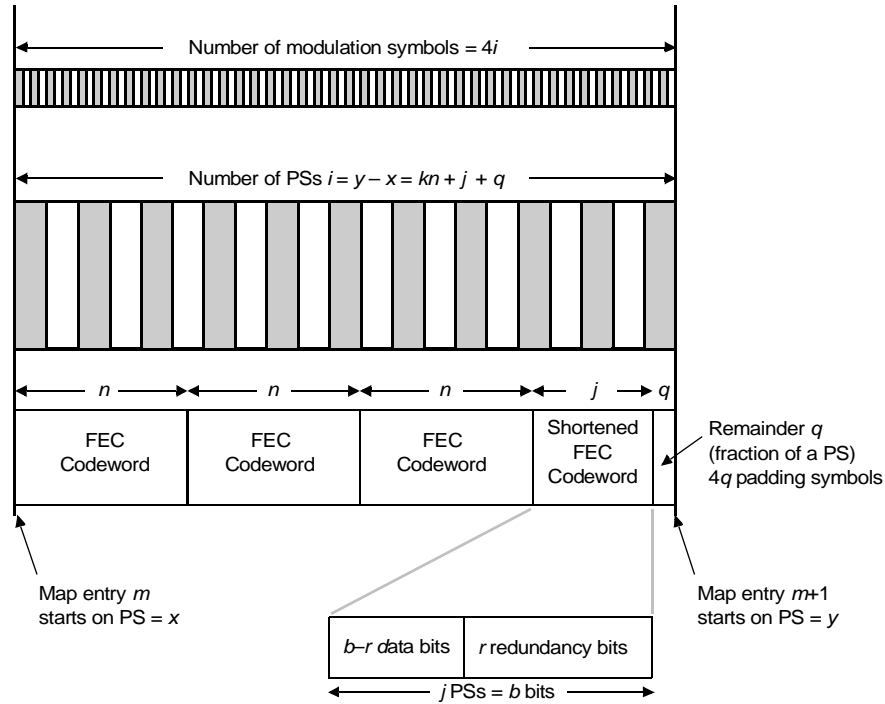 Number of modulation symbols = 4i
Number of PSs i = y – x = kn + j + q
n
n
n
j
q
FEC
Codeword
FEC
Codeword
FEC
Codeword
Shortened
FEC
Codeword
Remainder q
(fraction of a PS)
4q padding symbols
Map entry m
starts on PS = x
Map entry m+1
starts on PS = y
b–r data bits
r redundancy bits
j PSs = b bits